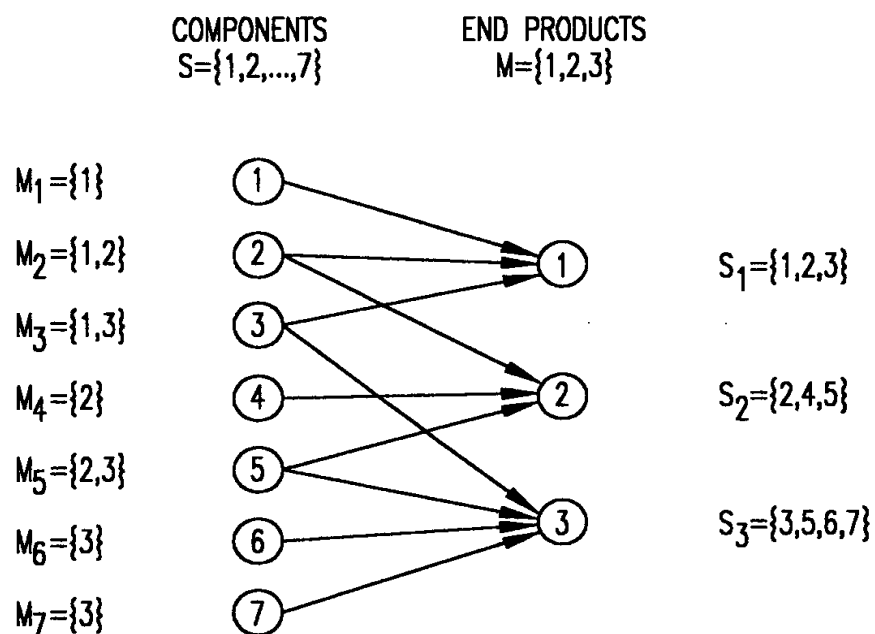 COMPONENTS
S={1,2,...,7}
END PRODUCTS
M={1,2,3}
M1={1}
1
M2={1,2}
2
1
S1={1,2,3}
M3={1,3}
3
M4={2}
4
2
S2={2,4,5}
M5={2,3}
5
3
S3={3,5,6,7}
M6={3}
6
M7={3}
7